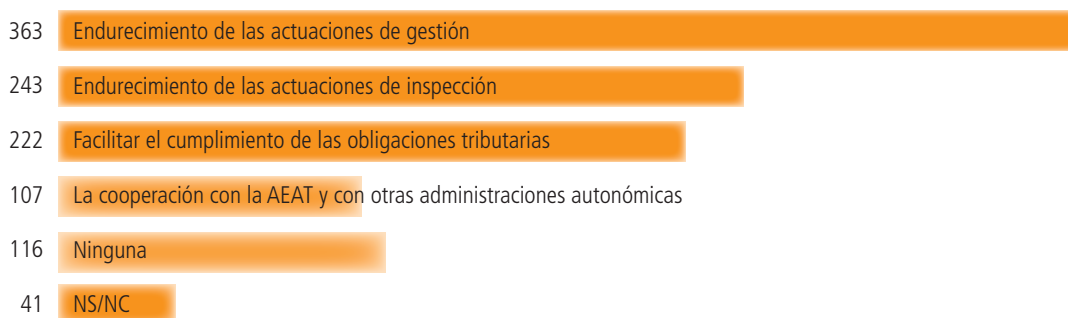 363 Endurecimiento de las actuaciones de gestión
243 Endurecimiento de las actuaciones de inspección
222 Facilitar el cumplimiento de las obligaciones tributarias
107 La cooperación con la AEAT y con otras administraciones autonómicas
116 Ninguna
41 NS/NC